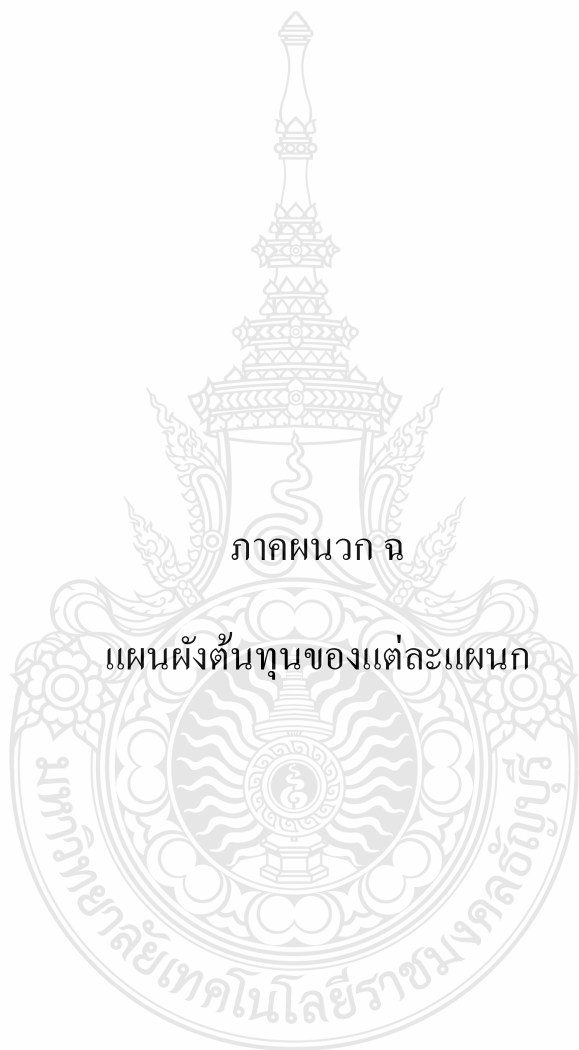 ภาคผนวก ฉ
แผนผังต้นทุนของแต่ละแผนก
มหาวิทยาลัยเทคโนโลยีราชมงคลธัญบุรี